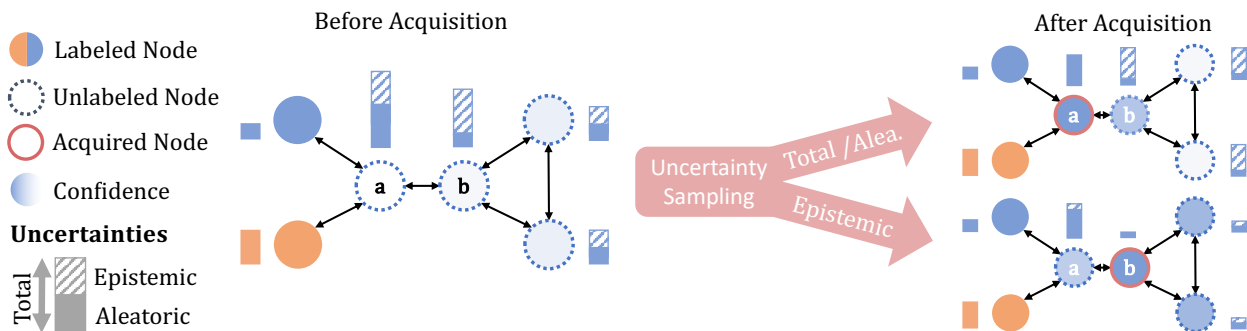 Before Acquisition
After Acquisition
Labeled Node
Unlabeled Node
Acquired Node
Confidence
Uncertainties
Total
Epistemic
Aleatoric
a
b
Uncertainty
Sampling
Total /Alea.
Epistemic
a
b
a
b